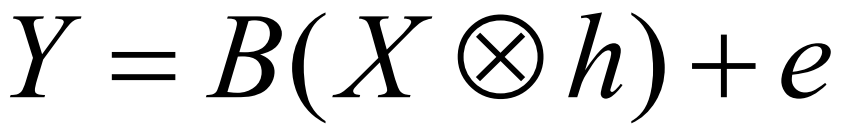 Y = B(X ⊗ h) + e